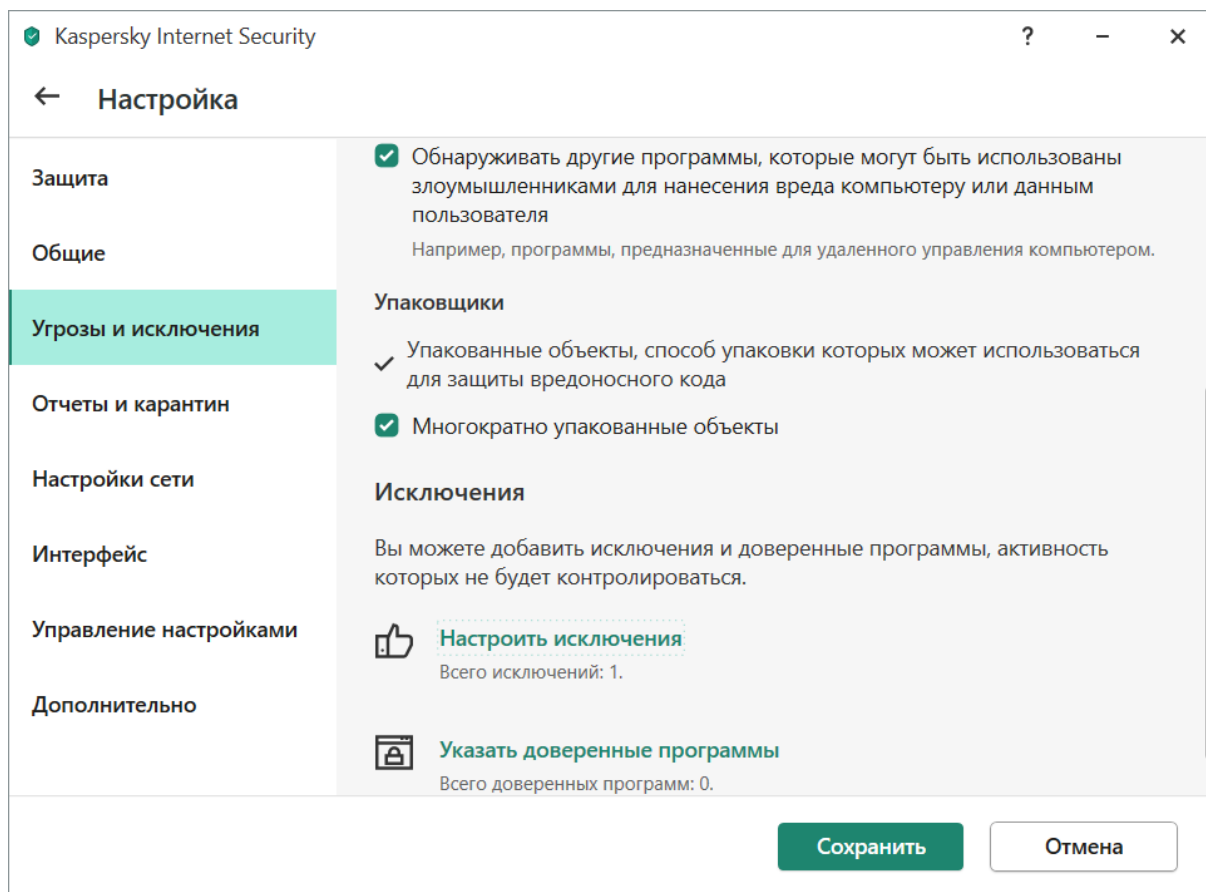 Kaspersky Internet Security
?
Настройка
Защита
Общие
Угрозы и исключения
Отчеты и карантин
Настройки сети
Интерфейс
Управление настройками
Дополнительно
Обнаруживать другие программы, которые могут быть использованы
злоумышленниками для нанесения вреда компьютеру или данным
пользователя
Например, программы, предназначенные для удаленного управления компьютером.
Упаковщики
Упакованные объекты, способ упаковки которых может использоваться
для защиты вредоносного кода
Многократно упакованные объекты
Исключения
Вы можете добавить исключения и доверенные программы, активность
которых не будет контролироваться.
Настроить исключения
Всего исключений: 1.
Указать доверенные программы
Всего доверенных программ: 0.
Сохранить
Отмена